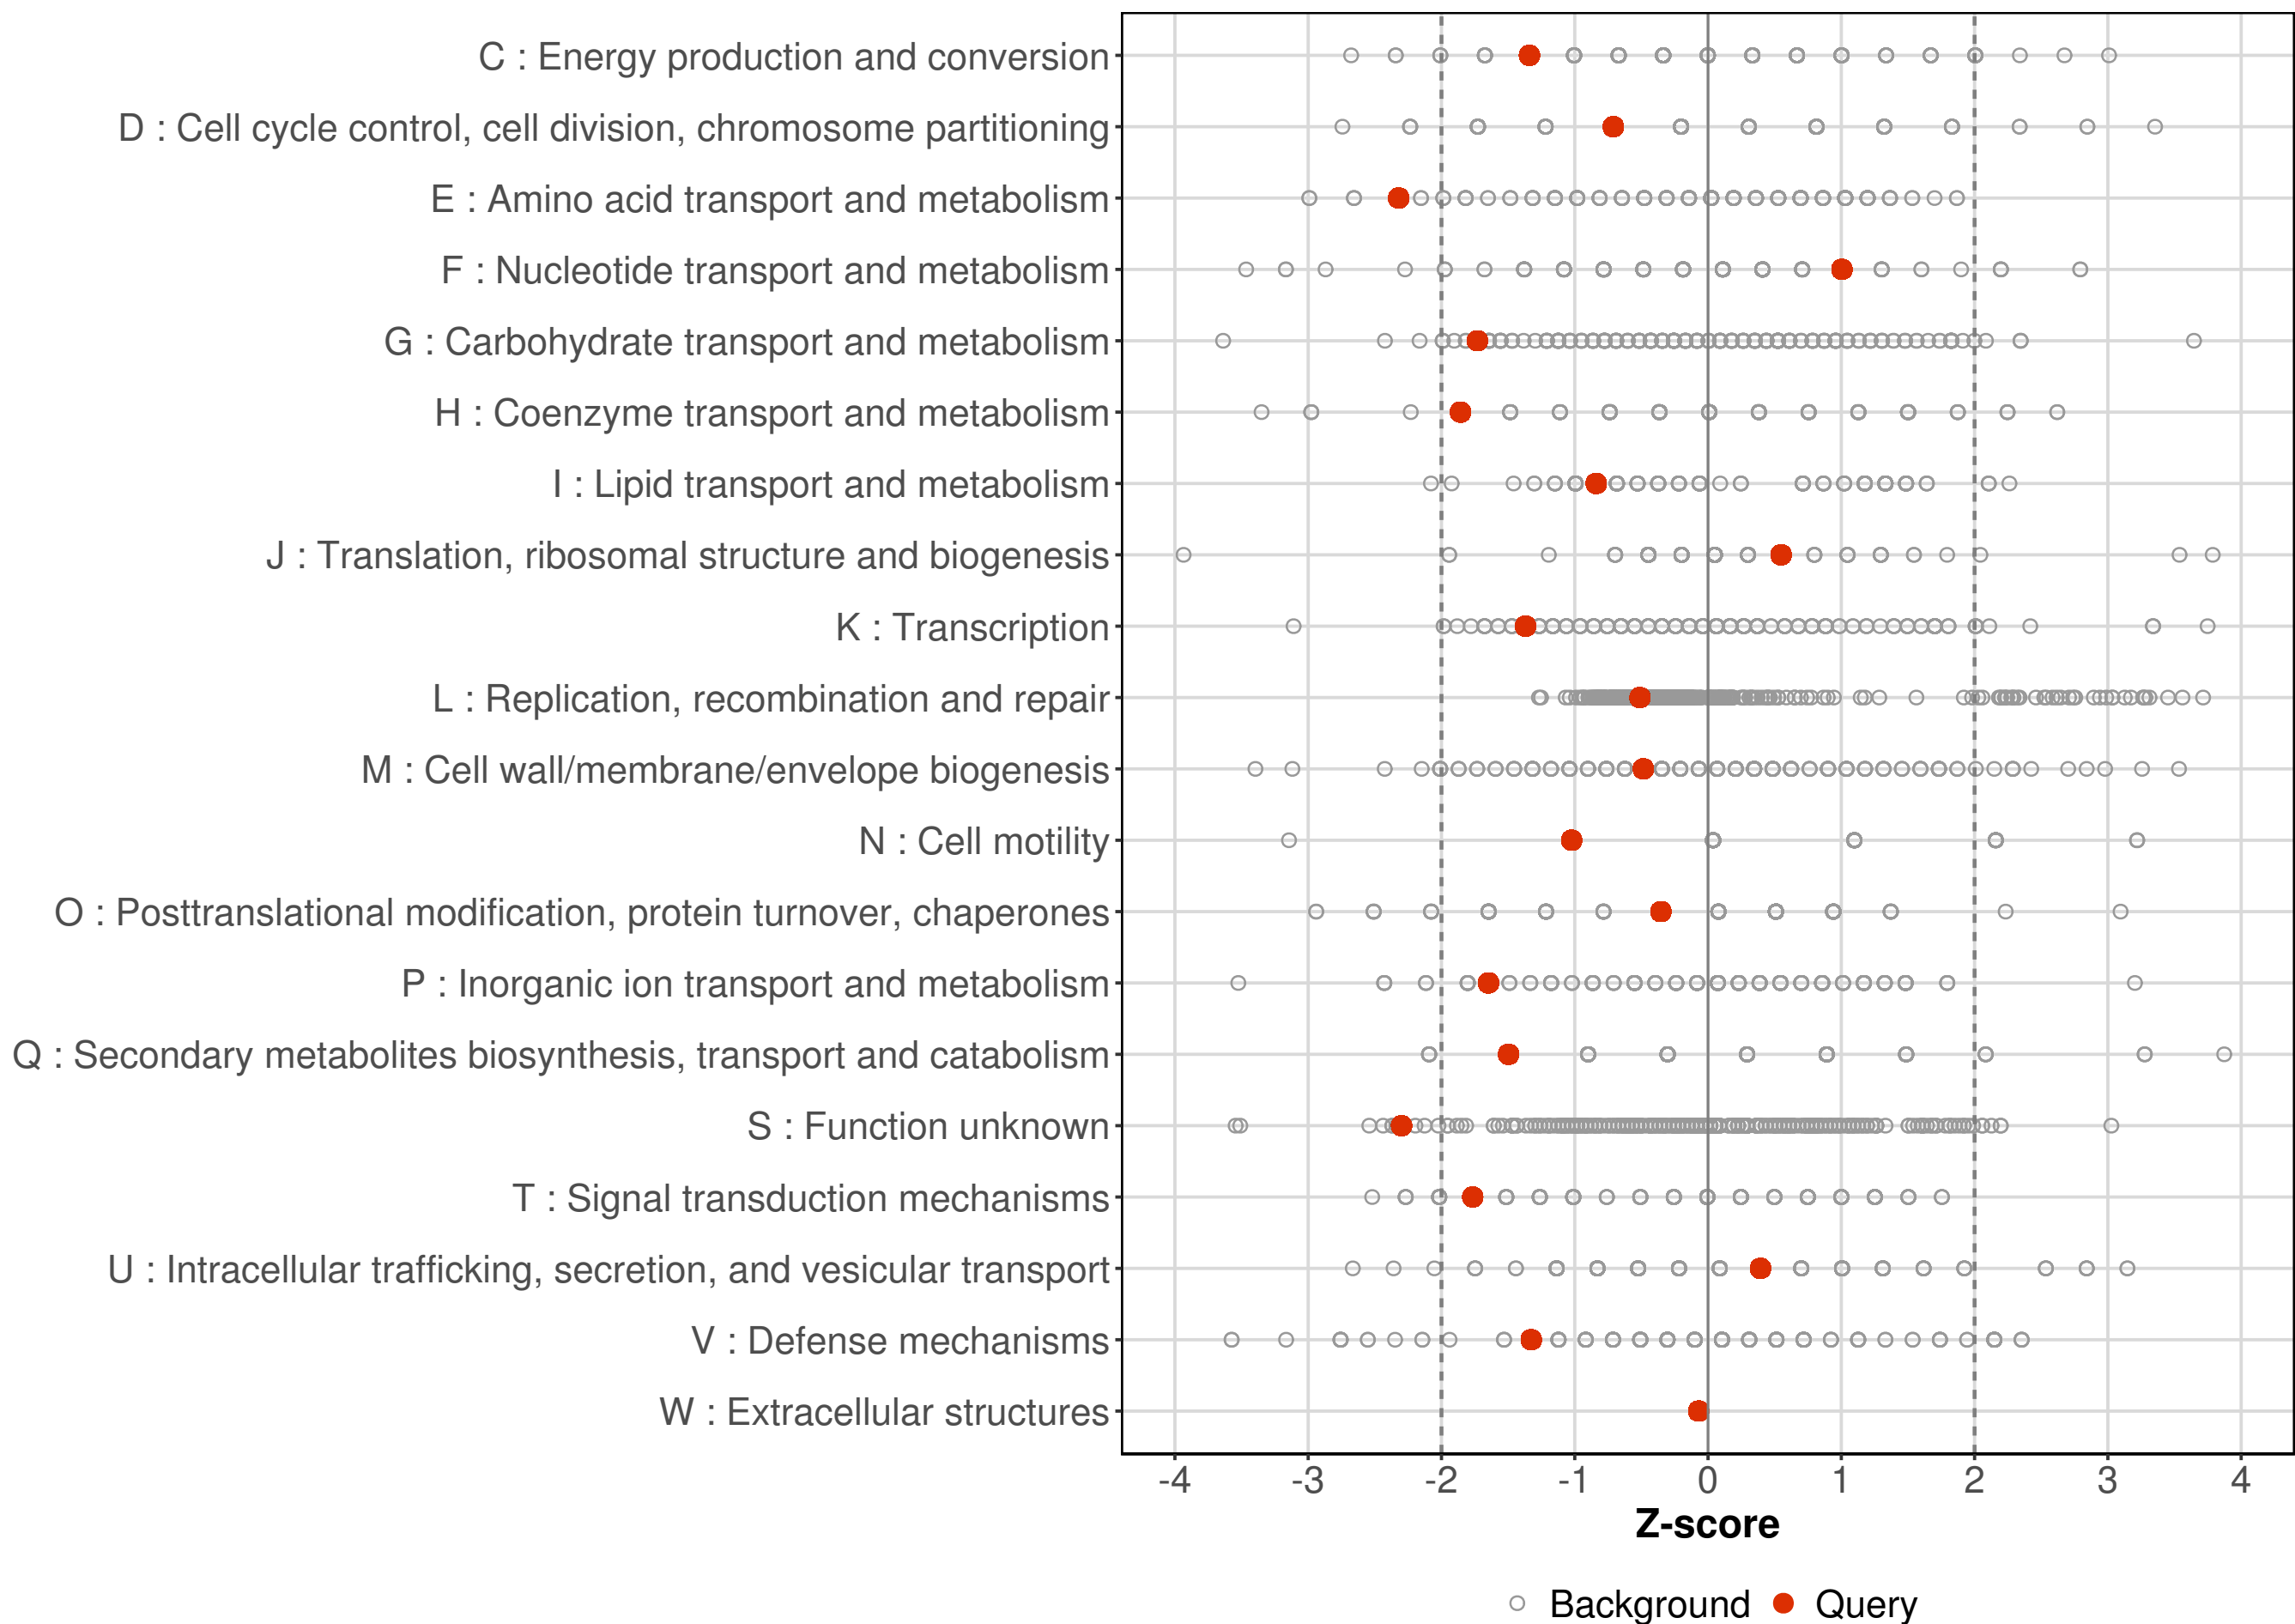 C : Energy production and conversion
D : Cell cycle control, cell division, chromosome partitioning
E : Amino acid transport and metabolism
F : Nucleotide transport and metabolism
G : Carbohydrate transport and metabolism
H : Coenzyme transport and metabolism
I : Lipid transport and metabolism
J : Translation, ribosomal structure and biogenesis
K : Transcription
L : Replication, recombination and repair
M : Cell wall/membrane/envelope biogenesis
N : Cell motility
O : Posttranslational modification, protein turnover, chaperones
P : Inorganic ion transport and metabolism
Q : Secondary metabolites biosynthesis, transport and catabolism
S : Function unknown
T : Signal transduction mechanisms
U : Intracellular trafficking, secretion, and vesicular transport
V : Defense mechanisms
W : Extracellular structures
-4 -3 -2 -1 0 1 2 3 4
Z-score
Background Query